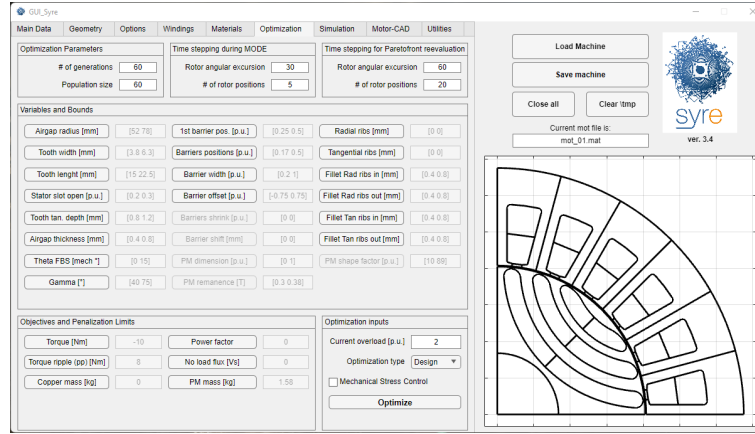 GUI_Syre
Main Data Geometry Options Windings Materials Optimization Simulation Motor-CAD Utilities
Optimization Parameters
# of generations 60
Population size 60
Time stepping during MODE
Rotor angular excursion 30
# of rotor positions 5
Time stepping for Paretofront reevaluation
Rotor angular excursion 60
# of rotor positions 20
Variables and Bounds
Airgap radius [mm] [52 78] 1st barrier pos. [p.u.] [0.25 0.5] Radial ribs [mm] [0 0]
Tooth width [mm] [3.8 6.3] Barriers positions [p.u.] [0.17 0.5] Tangential ribs [mm] [0 0]
Tooth lenght [mm] [15 22.5] Barrier width [p.u.] [0.2 1] Fillet Rad ribs in [mm] [0.4 0.8]
Stator slot open [p.u.] [0.2 0.3] Barrier offset [p.u.] [-0.75 0.75] Fillet Rad ribs out [mm] [0.4 0.8]
Tooth tan. depth [mm] [0.8 1.2] Barriers shrink [p.u.] [0 0] Fillet Tan ribs in [mm] [0.4 0.8]
Airgap thickness [mm] [0.4 0.8] Barrier shift [mm] [0 0] Fillet Tan ribs out [mm] [0.4 0.8]
Theta FBS [mech °] [0 15] PM dimension [p.u.] [0 1] PM shape factor [p.u.] [10 89]
Gamma [°] [40 75] PM remanence [T] [0.3 0.38]
Objectives and Penalization Limits
Torque [Nm] -10 Power factor 0
Torque ripple (pp) [Nm] 8 No load flux [Vs] 0
Copper mass [kg] 0 PM mass [kg] 1.58
Optimization inputs
Current overload [p.u.] 2
Optimization type Design
Mechanical Stress Control
Optimize
Load Machine
Save machine
Close all Clear \tmp
Current mot file is:
mot_01.mat
syre
ver. 3.4